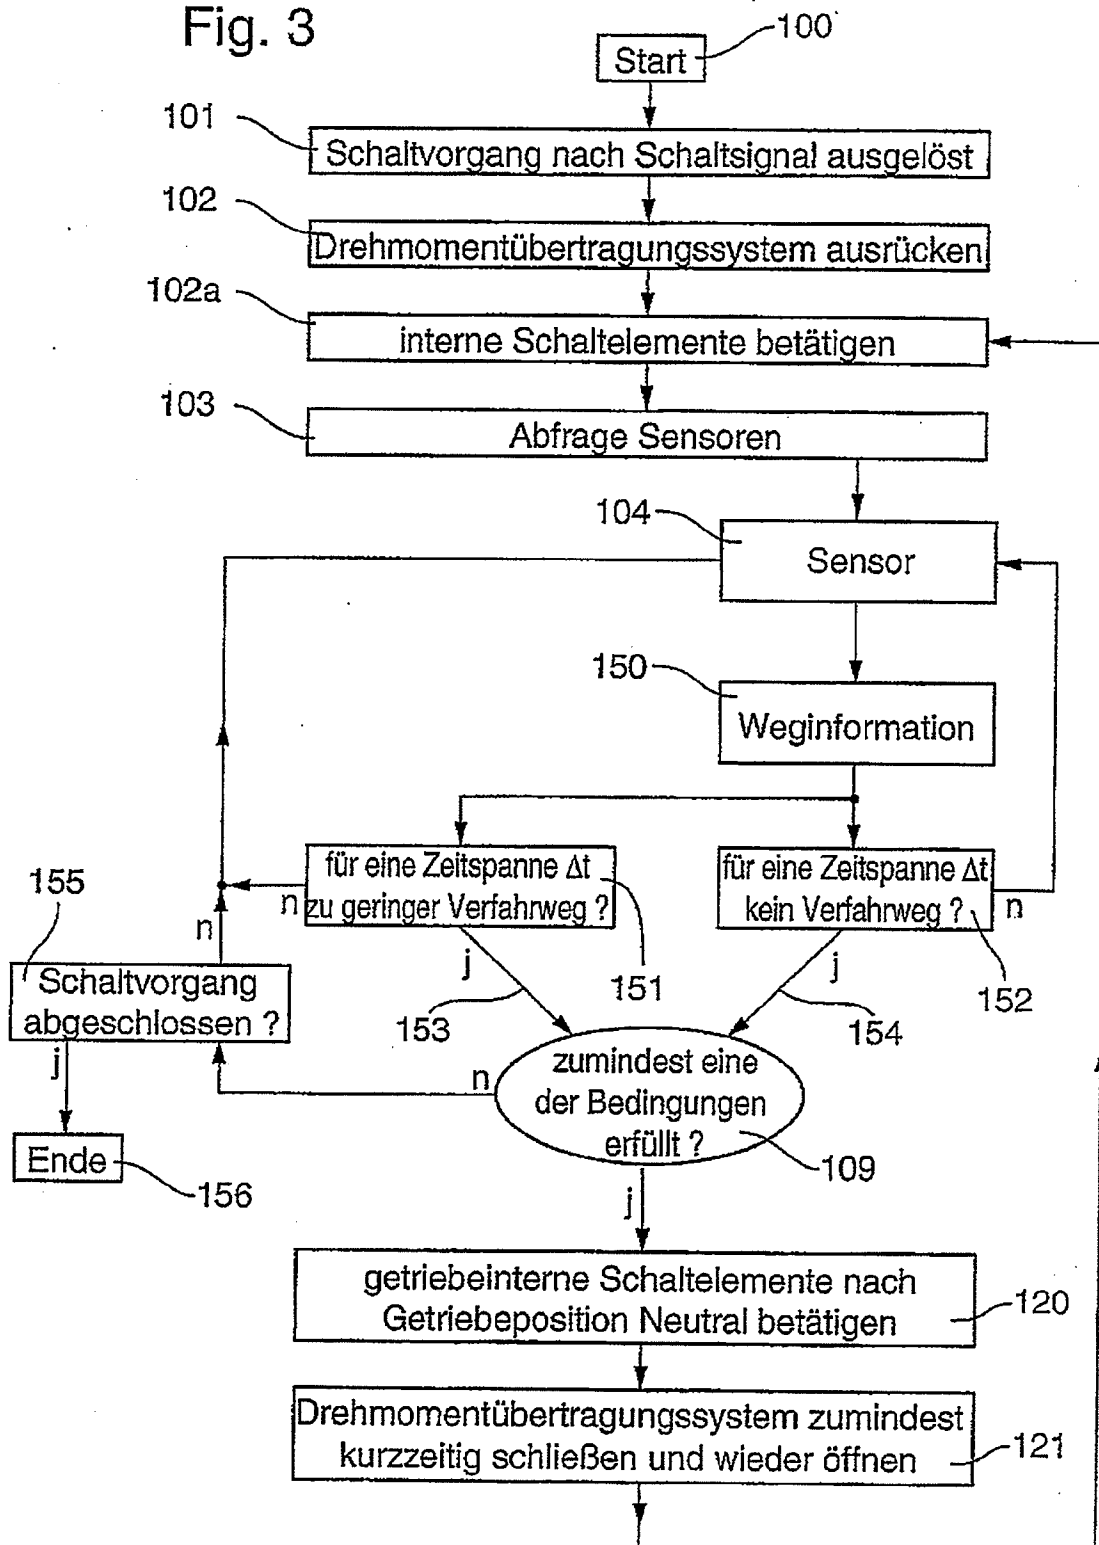 Fig. 3
100
Start
101
Schaltvorgang nach Schaltsignal ausgelöst
102
Drehmomentübertragungssystem ausrücken
102a
interne Schaltelemente betätigen
103
Abfrage Sensoren
104
Sensor
150
Weginformation
für eine Zeitspanne Δt
zu geringer Verfahrweg ?
n
151
für eine Zeitspanne Δt
kein Verfahrweg ?
n
152
155
n
Schaltvorgang
abgeschlossen ?
j
153
j
154
j
zumindest eine
der Bedingungen
erfüllt ?
n
109
Ende
156
j
getriebeinterne Schaltelemente nach
Getriebeposition Neutral betätigen
120
Drehmomentübertragungssystem zumindest
kurzzeitig schließen und wieder öffnen
121